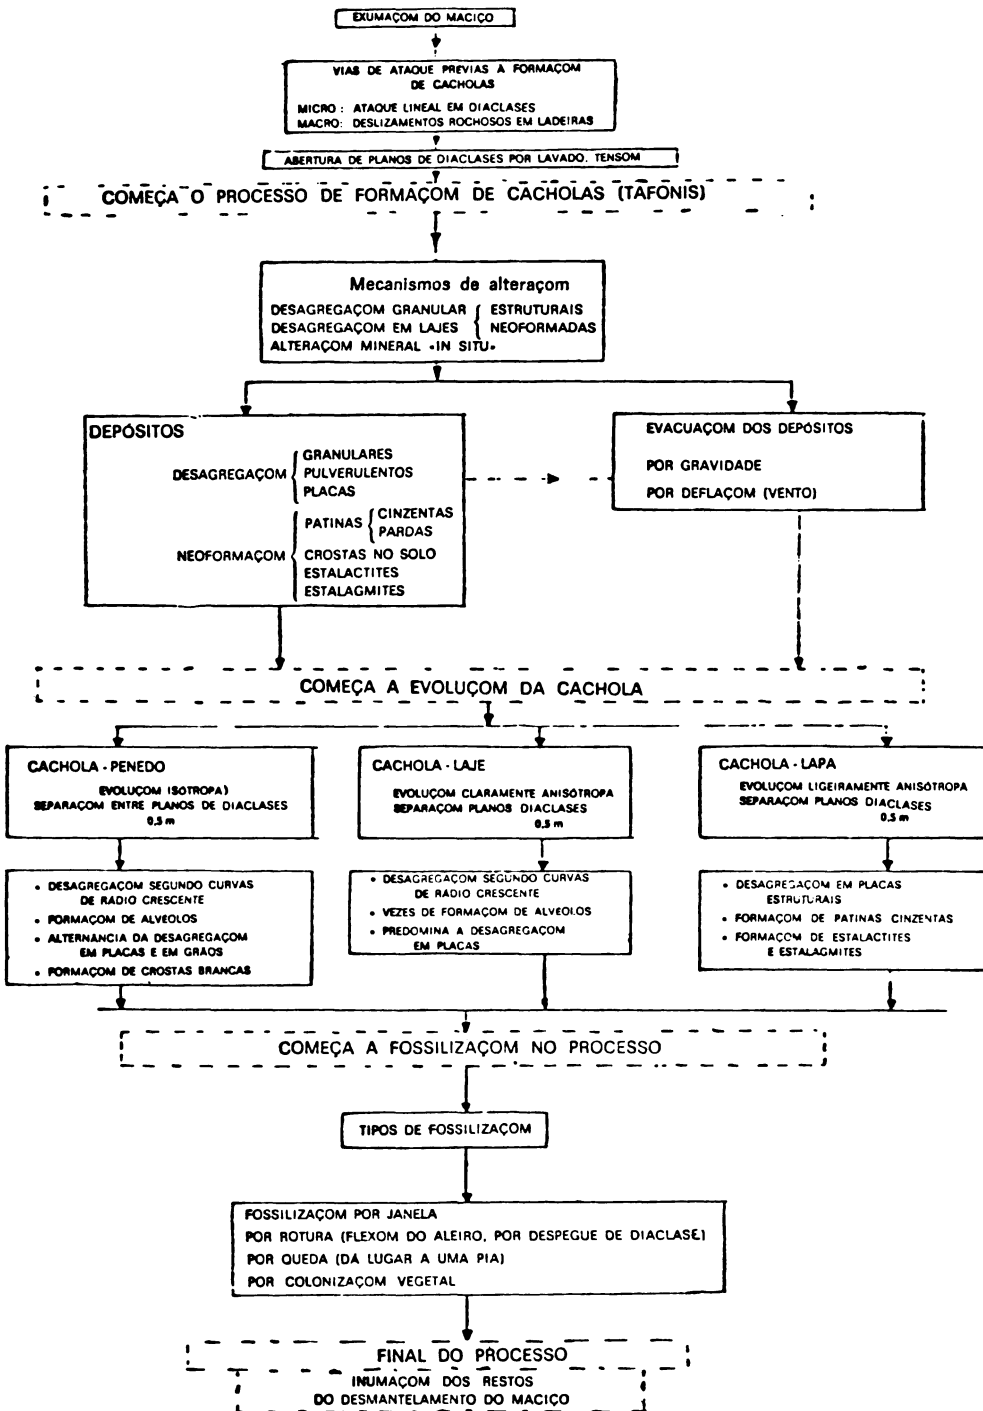 EXUMAÇOM DO MACIÇO
VIAS DE ATAQUE PREVIAS A FORMAÇOM
DE CACHOLAS
MICRO : ATAQUE LINEAL EM DIACLASES
MACRO: DESLIZAMENTOS ROCHOSOS EM LADEIRAS
ABERTURA DE PLANOS DE DIACLASES POR LAVADO. TENSOM
COMEÇA O PROCESSO DE FORMAÇOM DE CACHOLAS (TAFONIS)
Mecanismos de alteraçom
DESAGREGAÇOM GRANULAR { ESTRUTURAIS
DESAGREGAÇOM EM LAJES { NEOFORMADAS
ALTERAÇOM MINERAL «IN SITU»
DEPÓSITOS
GRANULARES
DESAGREGAÇOM { PULVERULENTOS
PLACAS
PATINAS { CINZENTAS
PARDAS
NEOFORMAÇOM { CROSTAS NO SOLO
ESTALACTITES
ESTALAGMITES
EVACUAÇOM DOS DEPÓSITOS
POR GRAVIDADE
POR DEFLAÇOM (VENTO)
COMEÇA A EVOLUÇOM DA CACHOLA
CACHOLA - PENEDO
EVOLUÇOM ISÓTROPA)
SEPARAÇOM ENTRE PLANOS DE DIACLASES
0,5 m
CACHOLA - LAJE
EVOLUÇOM CLARAMENTE ANISÓTROPA
SEPARAÇOM PLANOS DIACLASES
0,5 m
CACHOLA - LAPA
EVOLUÇOM LIGEIRAMENTE ANISÓTROPA
SEPARAÇOM PLANOS DIACLASES
0,5 m
• DESAGREGAÇOM SEGUNDO CURVAS
DE RADIO CRESCENTE
• FORMAÇOM DE ALVEOLOS
• ALTERNANCIA DA DESAGREGAÇOM
EM PLACAS E EM GRAOS
• FORMAÇOM DE CROSTAS BRANCAS
• DESAGREGAÇOM SEGUNDO CURVAS
DE RADIO CRESCENTE
• VEZES DE FORMAÇOM DE ALVEOLOS
• PREDOMINA A DESAGREGAÇOM
EM PLACAS
• DESAGREGAÇOM EM PLACAS
ESTRUTURAIS
• FORMAÇOM DE PATINAS CINZENTAS
• FORMAÇOM DE ESTALACTITES
E ESTALAGMITES
COMEÇA A FOSSILIZAÇOM NO PROCESSO
TIPOS DE FOSSILIZAÇOM
FOSSILIZAÇOM POR JANELA
POR ROTURA (FLEXOM DO ALEIRO, POR DESPEGUE DE DIACLASE)
POR QUEDA (DÁ LUGAR A UMA PIA)
POR COLONIZAÇOM VEGETAL
FINAL DO PROCESSO
INUMAÇOM DOS RESTOS
DO DESMANTELAMENTO DO MACIÇO